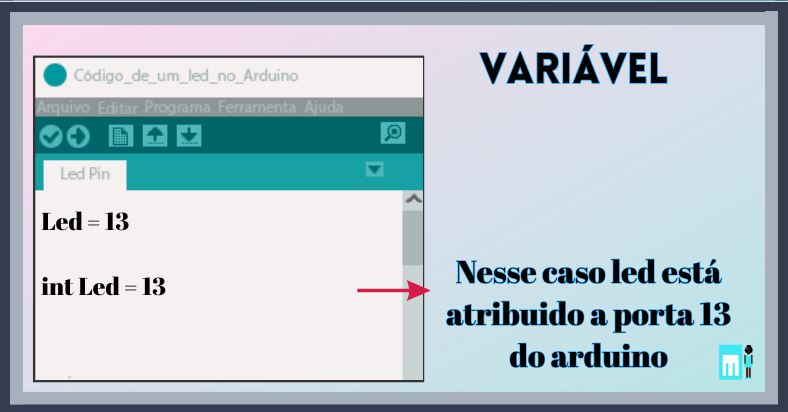 VARIÁVEL
Código_de_um_led_no_Arduino
Arquivo Editar Programa Ferramenta Ajuda
Led Pin
Led = 13
int Led = 13
Nesse caso led está
atribuido a porta 13
do arduino
m